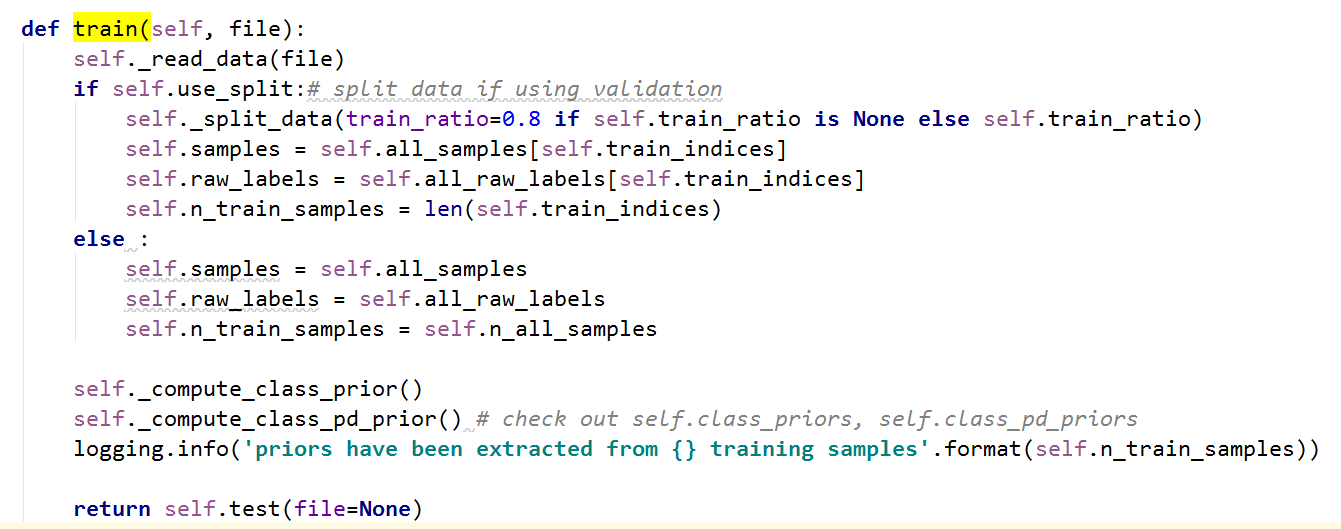 def train(self, file):
    self._read_data(file)
    if self.use_split:# split data if using validation
        self._split_data(train_ratio=0.8 if self.train_ratio is None else self.train_ratio)
        self.samples = self.all_samples[self.train_indices]
        self.raw_labels = self.all_raw_labels[self.train_indices]
        self.n_train_samples = len(self.train_indices)
    else :
        self.samples = self.all_samples
        self.raw_labels = self.all_raw_labels
        self.n_train_samples = self.n_all_samples

    self._compute_class_prior()
    self._compute_class_pd_prior() # check out self.class_priors, self.class_pd_priors
    logging.info('priors have been extracted from {} training samples'.format(self.n_train_samples))

    return self.test(file=None)